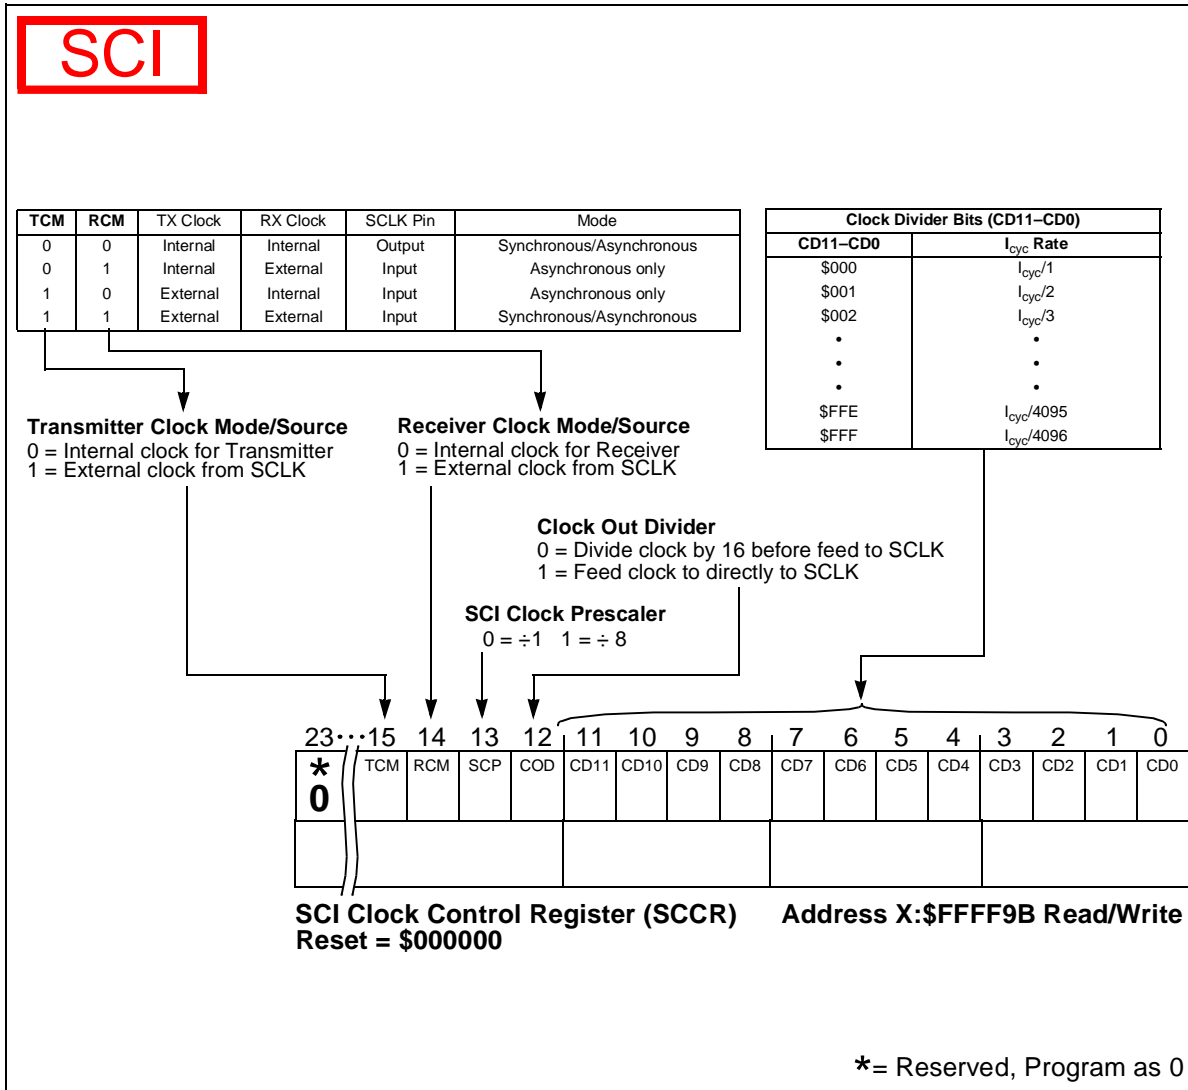 SCI
TCM RCM TX Clock RX Clock SCLK Pin Mode
0 0 Internal Internal Output Synchronous/Asynchronous
0 1 Internal External Input Asynchronous only
1 0 External Internal Input Asynchronous only
1 1 External External Input Synchronous/Asynchronous
Clock Divider Bits (CD11–CD0)
CD11–CD0 Icyc Rate
$000 Icyc/1
$001 Icyc/2
$002 Icyc/3
• •
• •
• •
$FFE Icyc/4095
$FFF Icyc/4096
Transmitter Clock Mode/Source
0 = Internal clock for Transmitter
1 = External clock from SCLK
Receiver Clock Mode/Source
0 = Internal clock for Receiver
1 = External clock from SCLK
Clock Out Divider
0 = Divide clock by 16 before feed to SCLK
1 = Feed clock to directly to SCLK
SCI Clock Prescaler
0 = ÷1 1 = ÷ 8
23 ••• 15 14 13 12 11 10 9 8 7 6 5 4 3 2 1 0
* TCM RCM SCP COD CD11 CD10 CD9 CD8 CD7 CD6 CD5 CD4 CD3 CD2 CD1 CD0
0
SCI Clock Control Register (SCCR) Address X:$FFFF9B Read/Write
Reset = $000000
*= Reserved, Program as 0